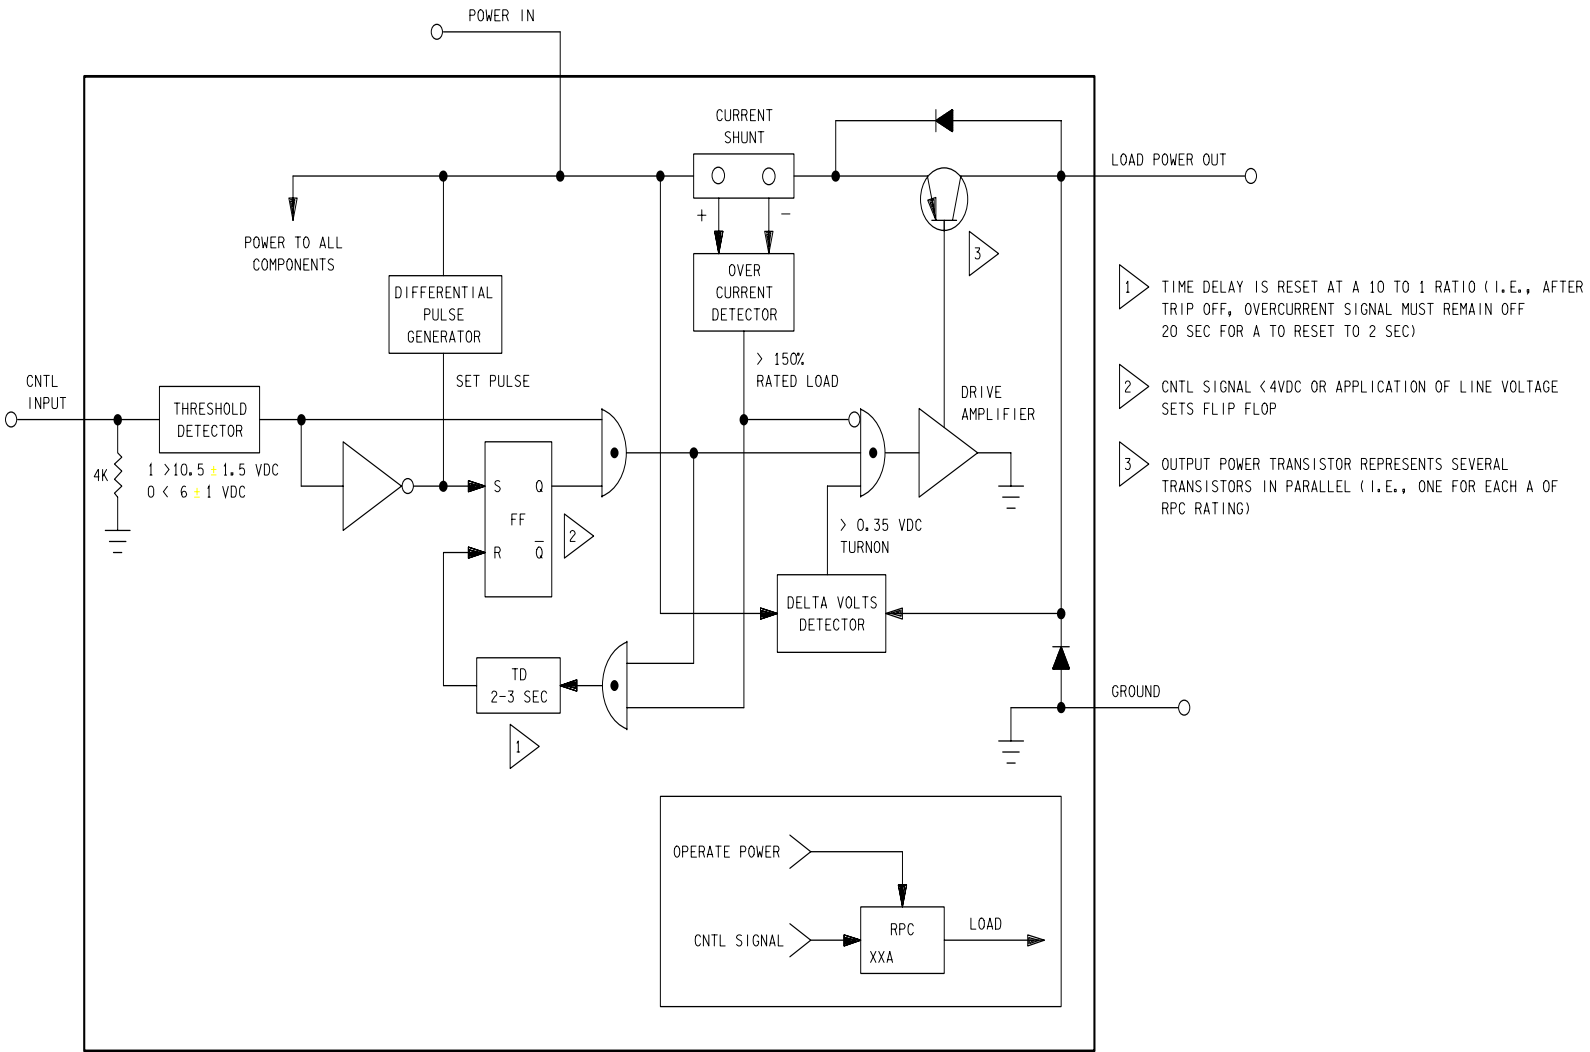 POWER IN
CURRENT
SHUNT
LOAD POWER OUT
+
−
POWER TO ALL
COMPONENTS
3
OVER
CURRENT
DETECTOR
DIFFERENTIAL
PULSE
GENERATOR
1 TIME DELAY IS RESET AT A 10 TO 1 RATIO (I.E., AFTER
TRIP OFF, OVERCURRENT SIGNAL MUST REMAIN OFF
20 SEC FOR A TO RESET TO 2 SEC)
> 150%
RATED LOAD
SET PULSE
CNTL
INPUT
THRESHOLD
DETECTOR
DRIVE
AMPLIFIER
2 CNTL SIGNAL <4VDC OR APPLICATION OF LINE VOLTAGE
SETS FLIP FLOP
4K
1 >10.5 ± 1.5 VDC
0 < 6 ± 1 VDC
3 OUTPUT POWER TRANSISTOR REPRESENTS SEVERAL
TRANSISTORS IN PARALLEL (I.E., ONE FOR EACH A OF
RPC RATING)
S Q
FF
R Q̅
2
> 0.35 VDC
TURNON
DELTA VOLTS
DETECTOR
TD
2-3 SEC
1
GROUND
OPERATE POWER
CNTL SIGNAL
RPC
XXA
LOAD